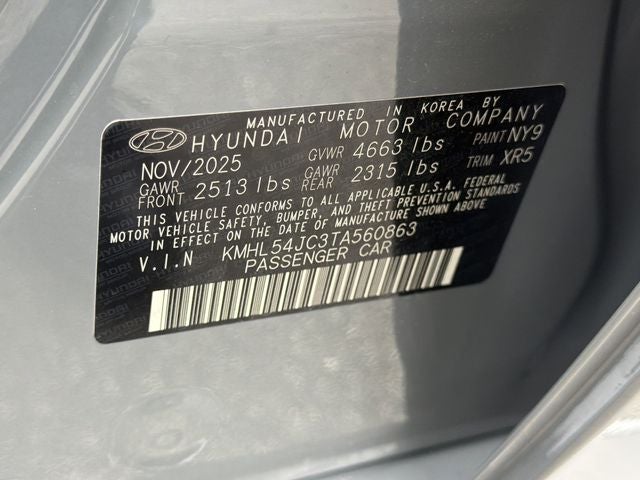 MANUFACTURED IN KOREA BY
HYUNDAI MOTOR COMPANY
NOV/2025 GVWR 4663 lbs PAINT NY9
GAWR FRONT 2513 lbs GAWR REAR 2315 lbs TRIM XR5
THIS VEHICLE CONFORMS TO ALL APPLICABLE U.S.A. FEDERAL
MOTOR VEHICLE SAFETY, BUMPER, AND THEFT PREVENTION STANDARDS
IN EFFECT ON THE DATE OF MANUFACTURE SHOWN ABOVE.
V.I.N KMHL54JC3TA560863
PASSENGER CAR